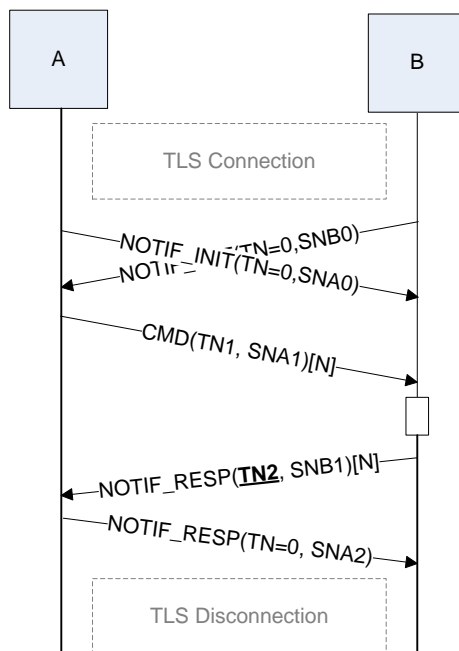 A
B
TLS Connection
NOTIF_INIT(TN=0,SNA0)
NOTIF_ (TN=0,SNB0)
CMD(TN1, SNA1)[N]
NOTIF_RESP(TN2, SNB1)[N]
NOTIF_RESP(TN=0, SNA2)
TLS Disconnection